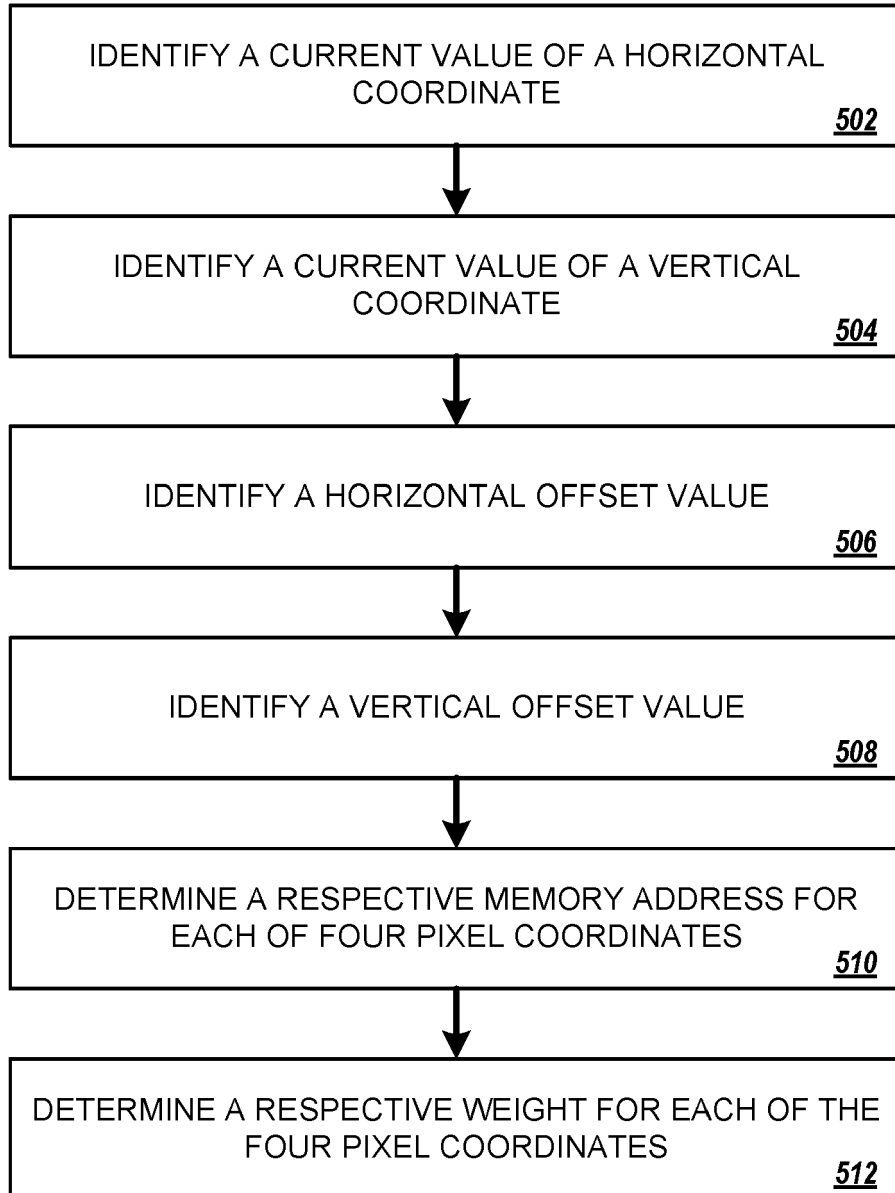 IDENTIFY A CURRENT VALUE OF A HORIZONTAL
COORDINATE
502
IDENTIFY A CURRENT VALUE OF A VERTICAL
COORDINATE
504
IDENTIFY A HORIZONTAL OFFSET VALUE
506
IDENTIFY A VERTICAL OFFSET VALUE
508
DETERMINE A RESPECTIVE MEMORY ADDRESS FOR
EACH OF FOUR PIXEL COORDINATES
510
DETERMINE A RESPECTIVE WEIGHT FOR EACH OF THE
FOUR PIXEL COORDINATES
512